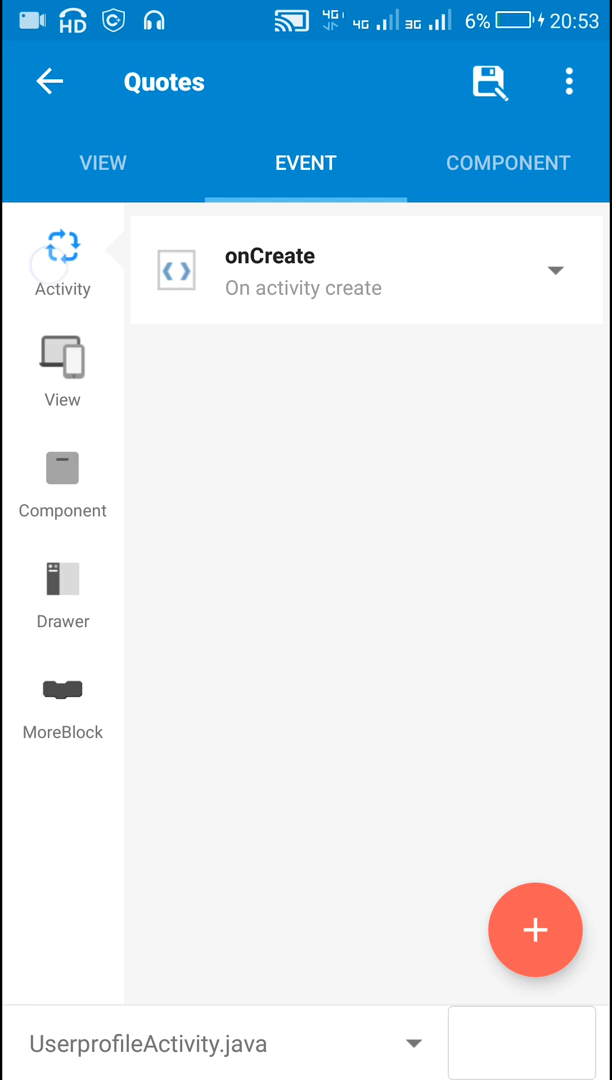 HD 4G 4G 3G 6% 20:53
Quotes
VIEW EVENT COMPONENT
Activity
onCreate
On activity create
View
Component
Drawer
MoreBlock
UserprofileActivity.java